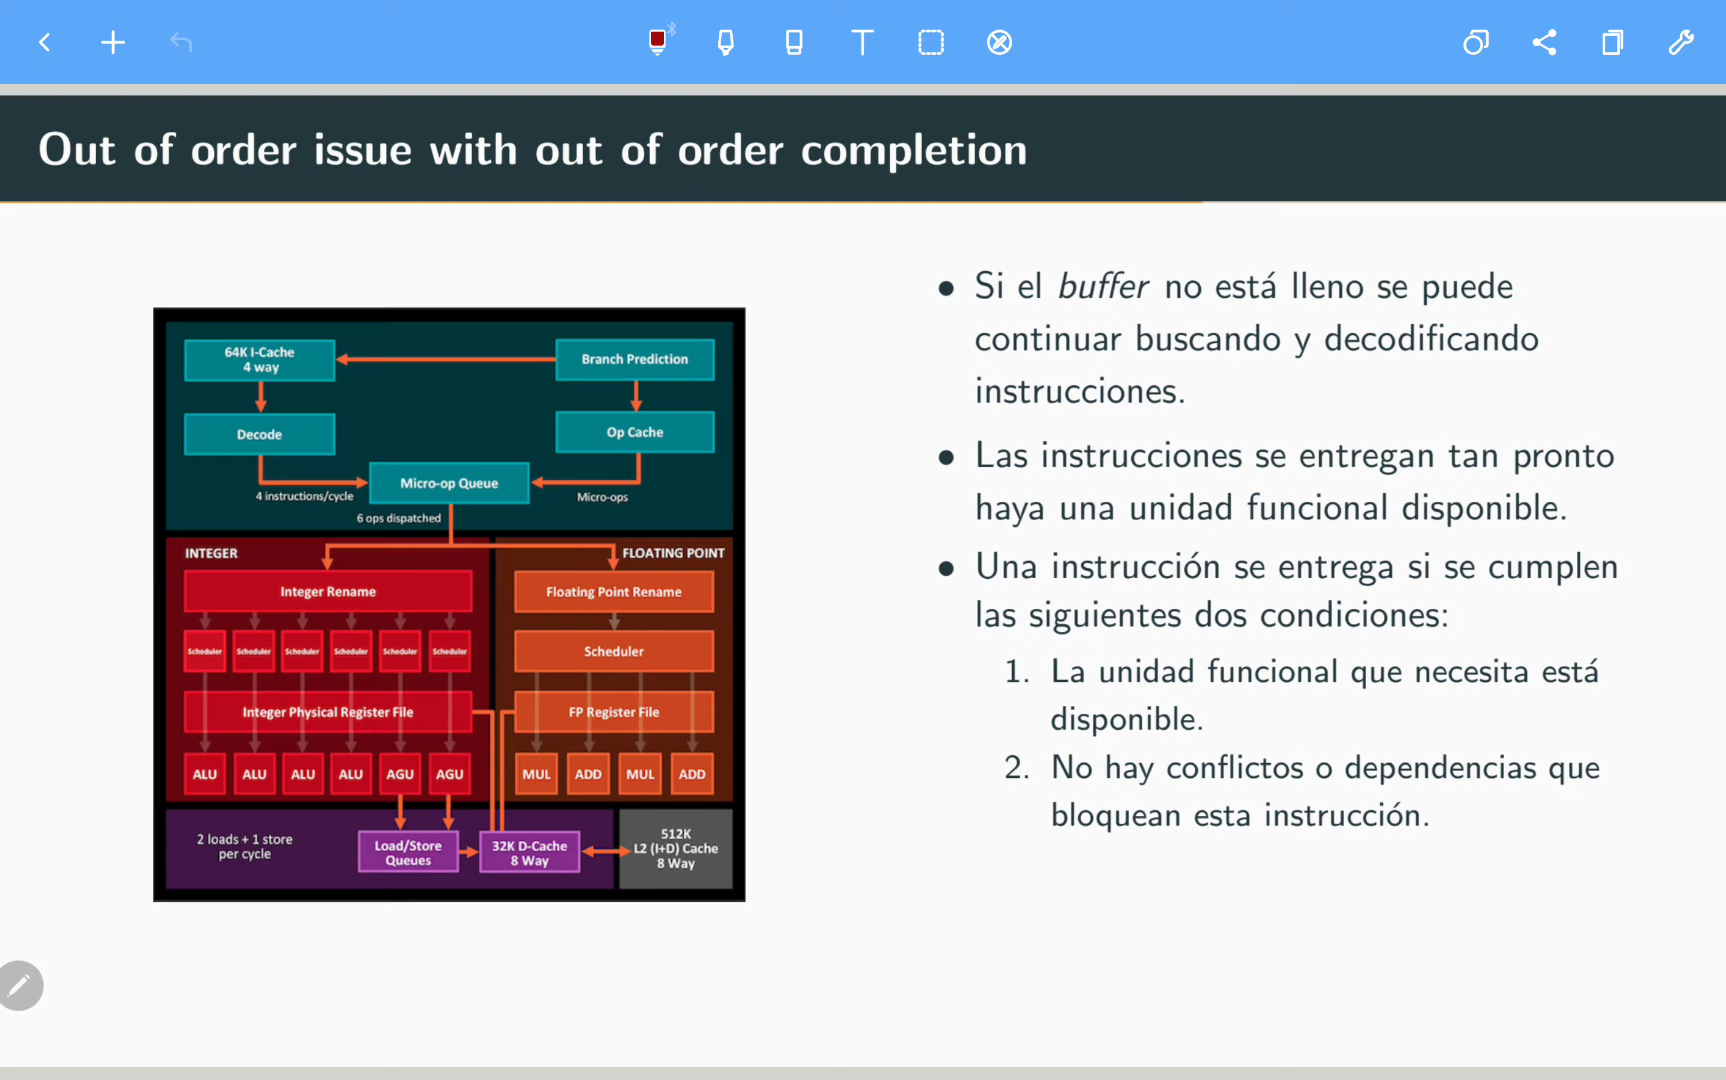 Out of order issue with out of order completion
64K I-Cache
4 way
Branch Prediction
Decode
Op Cache
Micro-op Queue
4 instructions/cycle
Micro-ops
6 ops dispatched
INTEGER
FLOATING POINT
Integer Rename
Floating Point Rename
Scheduler Scheduler Scheduler Scheduler Scheduler Scheduler
Scheduler
Integer Physical Register File
FP Register File
ALU ALU ALU ALU AGU AGU
MUL ADD MUL ADD
2 loads + 1 store
per cycle
Load/Store
Queues
32K D-Cache
8 Way
512K
L2 (I+D) Cache
8 Way
• Si el buffer no está lleno se puede
continuar buscando y decodificando
instrucciones.
• Las instrucciones se entregan tan pronto
haya una unidad funcional disponible.
• Una instrucción se entrega si se cumplen
las siguientes dos condiciones:
1. La unidad funcional que necesita está
disponible.
2. No hay conflictos o dependencias que
bloquean esta instrucción.